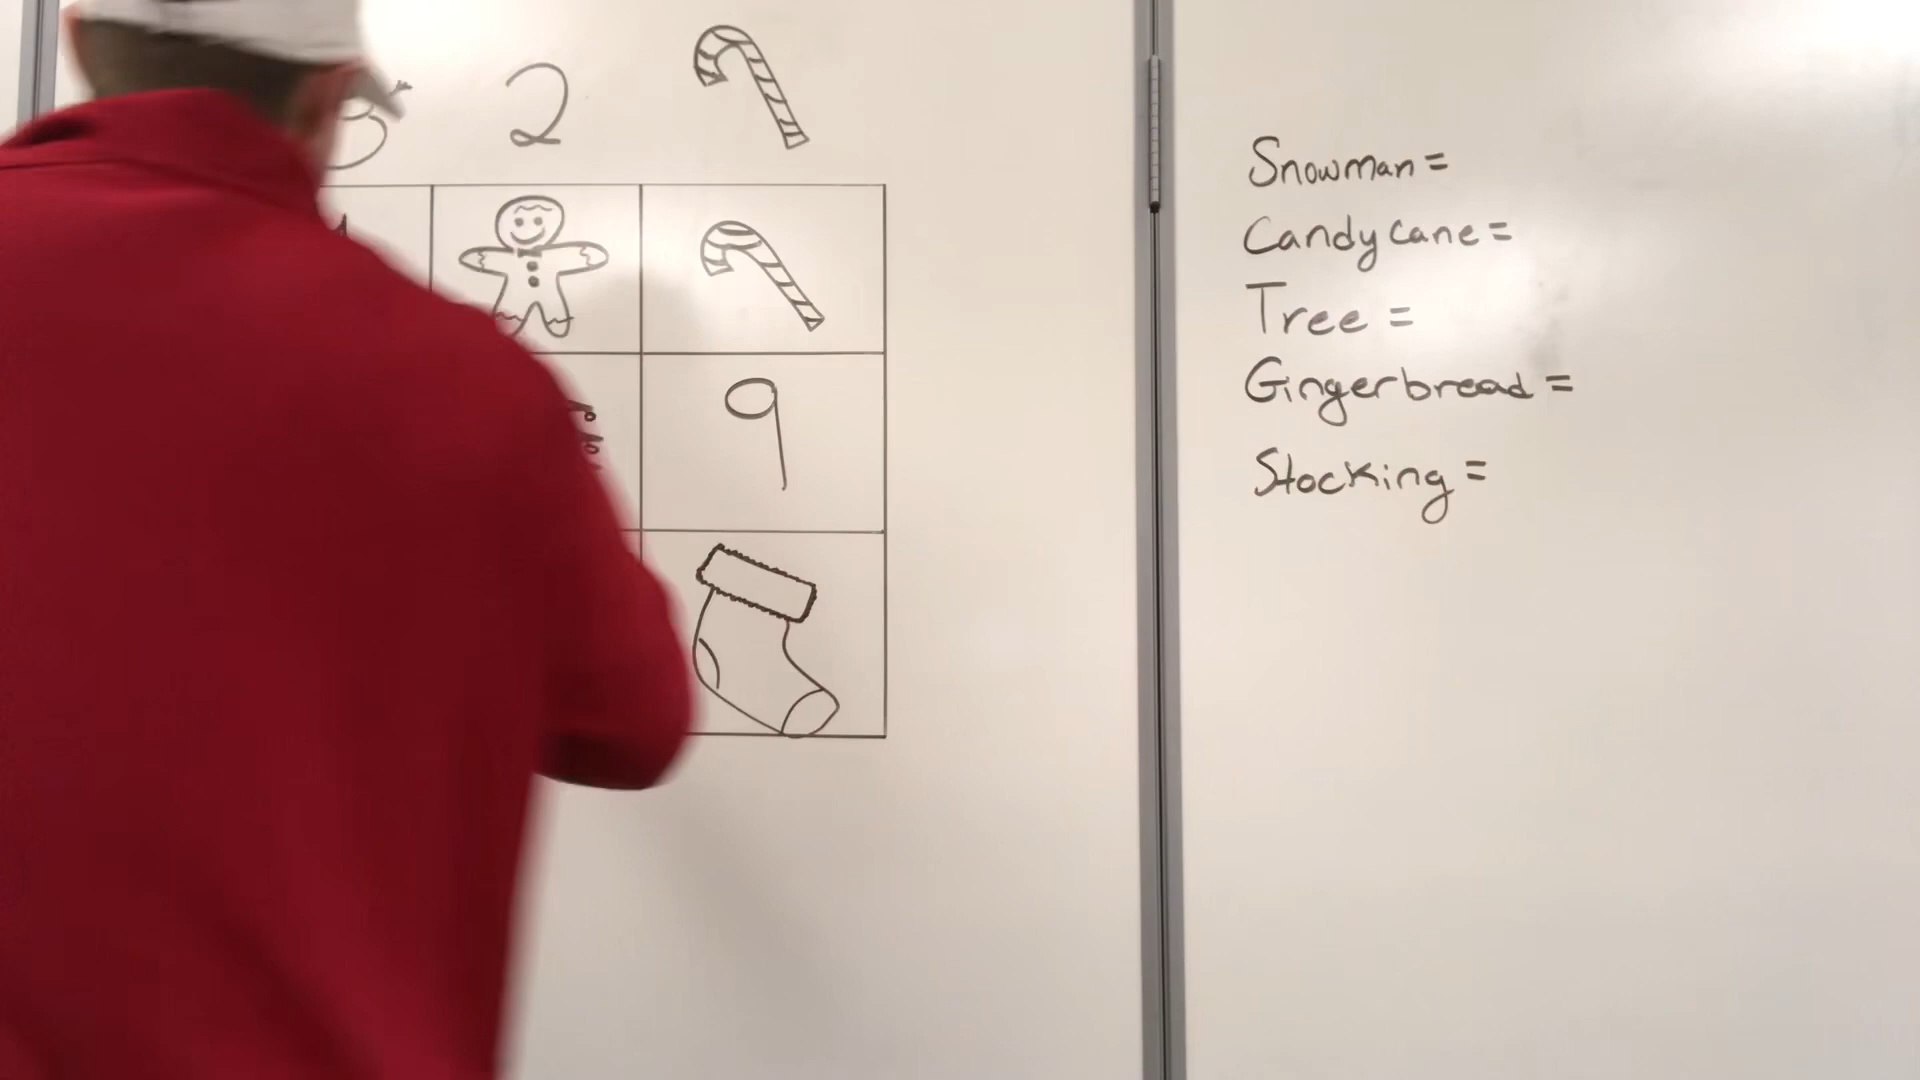 2
9
Snowman =
Candy cane =
Tree =
Gingerbread =
Stocking =